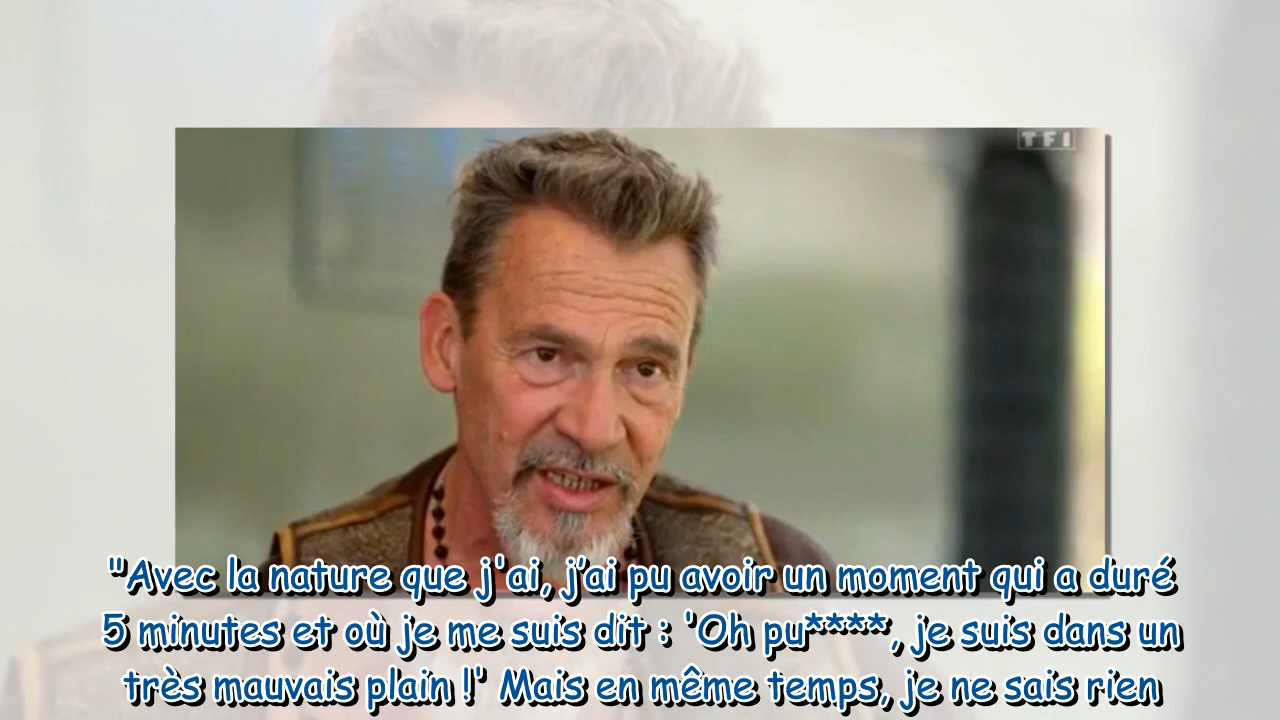 TF1
"Avec la nature que j'ai, j'ai pu avoir un moment qui a duré
5 minutes et où je me suis dit : 'Oh pu****, je suis dans un
très mauvais plain !' Mais en même temps, je ne sais rien